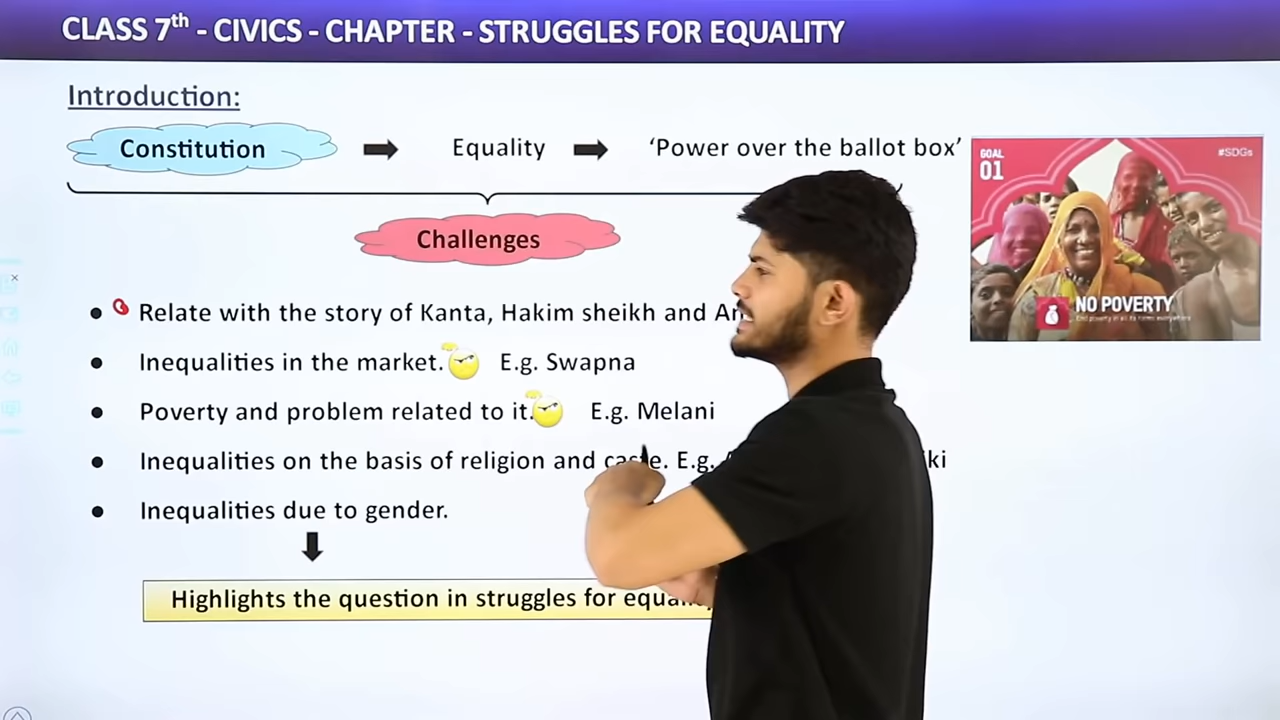 CLASS 7th - CIVICS - CHAPTER - STRUGGLES FOR EQUALITY
Introduction:
Constitution
Equality
‘Power over the ballot box’
GOAL
01
#SDGs
Challenges
NO POVERTY
• Relate with the story of Kanta, Hakim sheikh and
• Inequalities in the market. E.g. Swapna
• Poverty and problem related to it. E.g. Melani
• Inequalities on the basis of religion and caste. E.g.
• Inequalities due to gender.
Highlights the question in struggles for